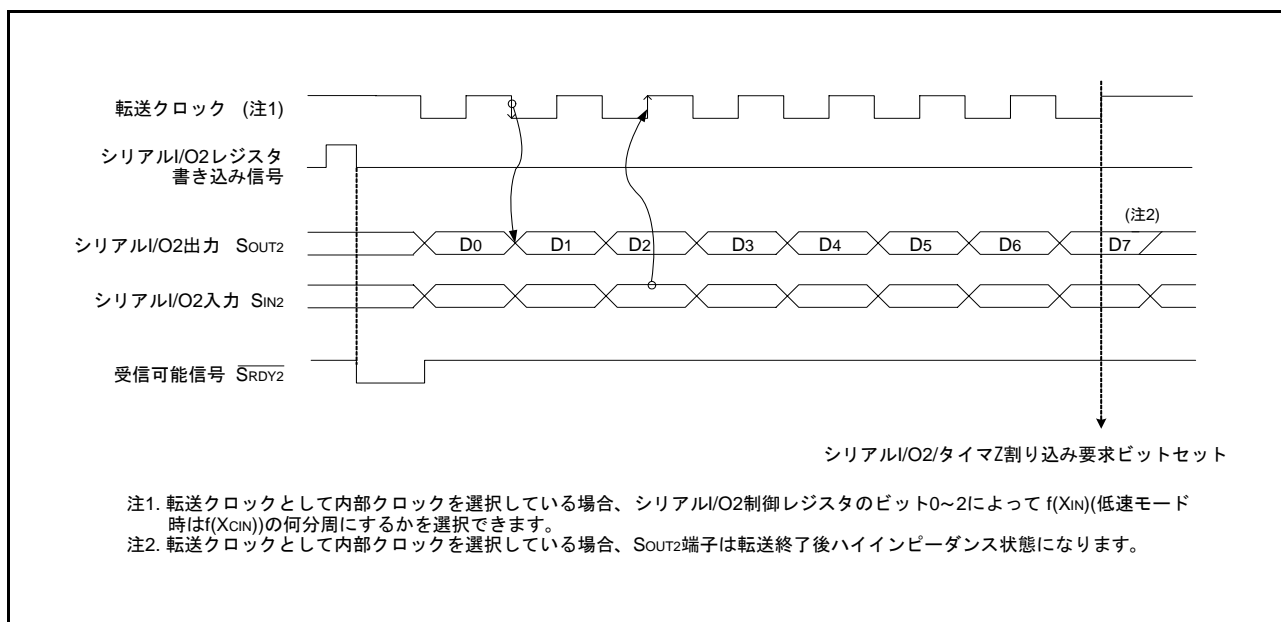 転送クロック (注1)
シリアルI/O2レジスタ
書き込み信号
(注2)
シリアルI/O2出力 SOUT2
D0 D1 D2 D3 D4 D5 D6 D7
シリアルI/O2入力 SIN2
受信可能信号 SRDY2
シリアルI/O2/タイマZ割り込み要求ビットセット
注1. 転送クロックとして内部クロックを選択している場合、シリアルI/O2制御レジスタのビット0~2によって f(XIN)(低速モード
時はf(XCIN))の何分周にするかを選択できます。
注2. 転送クロックとして内部クロックを選択している場合、SOUT2端子は転送終了後ハイインピーダンス状態になります。